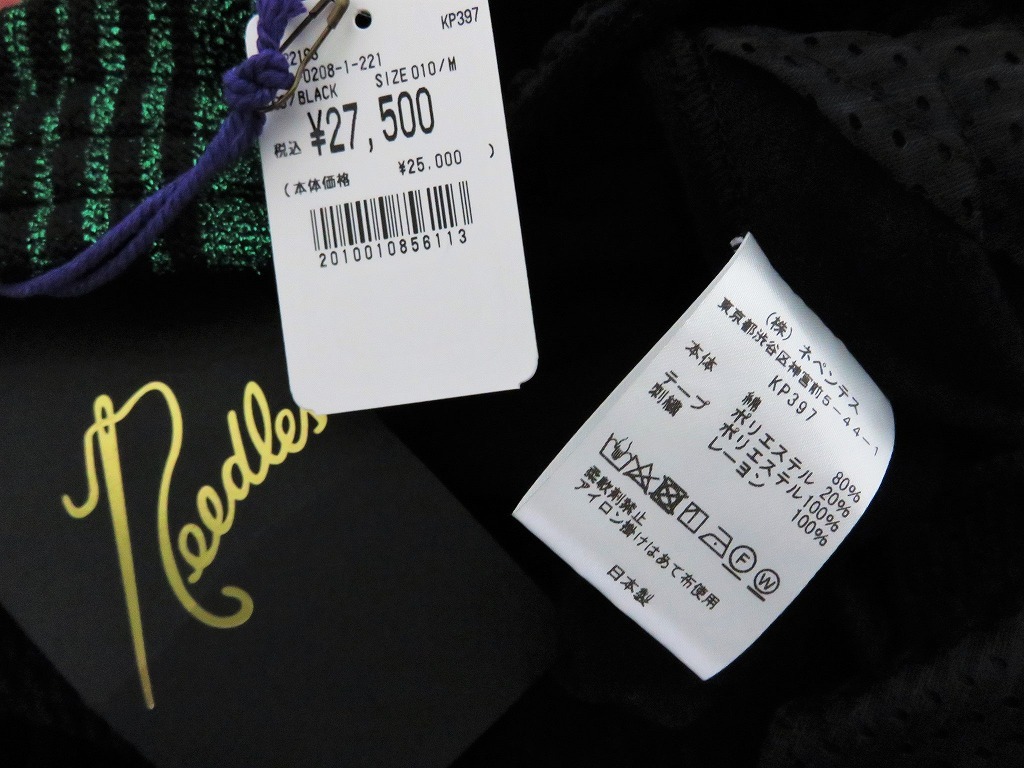 KP397
0208-1-221
BLACK SIZE 010/M
税込 ¥27,500
(本体価格 ¥25.000 )
2010010856113
Needles
(株) ネペンテス
東京都渋谷区神宮前5-44-1
KP397
本体 綿 80%
ポリエステル 20%
テープ ポリエステル 100%
刺繍 レーヨン 100%
F W
柔軟剤禁止
アイロン掛けはあて布使用
日本製